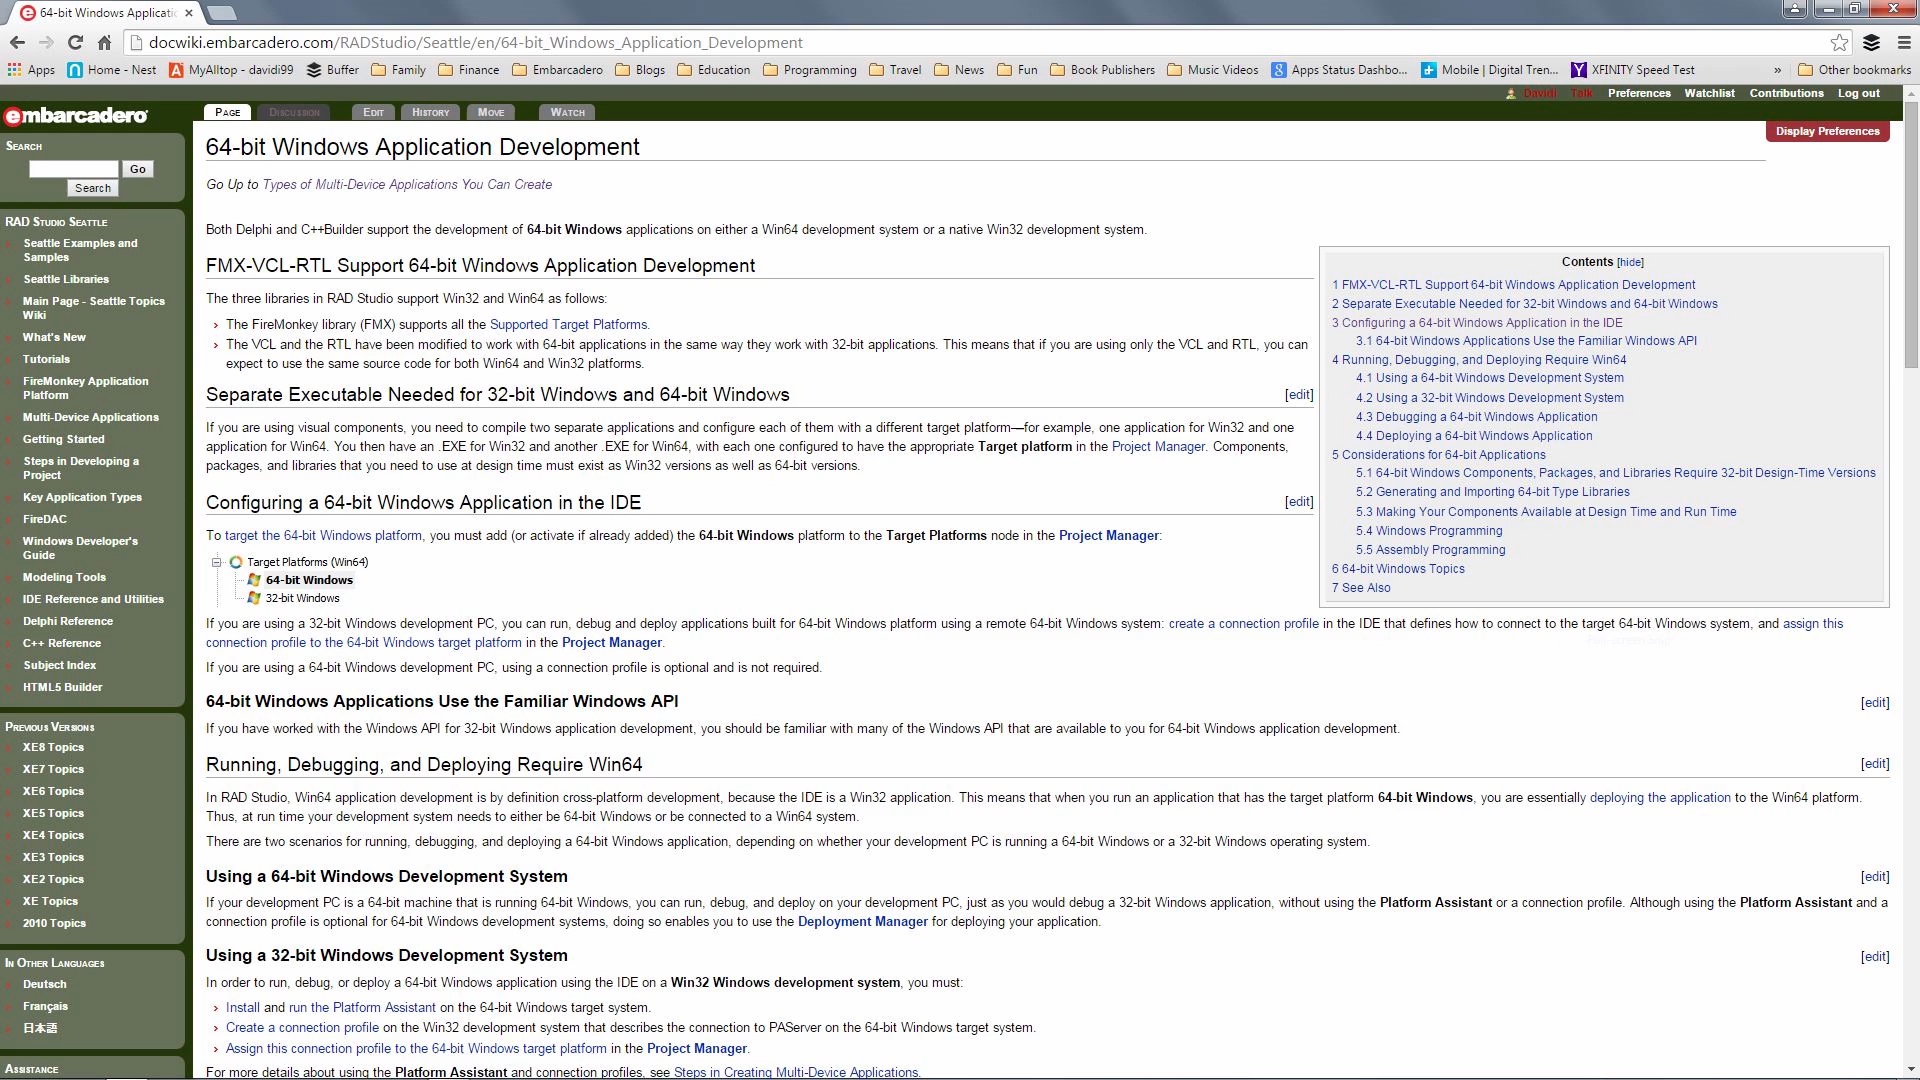 64-bit Windows Applicatic
docwiki.embarcadero.com/RADStudio/Seattle/en/64-bit_Windows_Application_Development
Apps Home - Nest MyAlltop - davidi99 Buffer Family Finance Embarcadero Blogs Education Programming Travel News Fun Book Publishers Music Videos Apps Status Dashbo... Mobile | Digital Tren... XFINITY Speed Test » Other bookmarks
Davidi Talk Preferences Watchlist Contributions Log out
embarcadero
PAGE DISCUSSION EDIT HISTORY MOVE WATCH
Display Preferences
SEARCH
Go
Search
RAD STUDIO SEATTLE
Seattle Examples and
Samples
Seattle Libraries
Main Page - Seattle Topics
Wiki
What's New
Tutorials
FireMonkey Application
Platform
Multi-Device Applications
Getting Started
Steps in Developing a
Project
Key Application Types
FireDAC
Windows Developer's
Guide
Modeling Tools
IDE Reference and Utilities
Delphi Reference
C++ Reference
Subject Index
HTML5 Builder
PREVIOUS VERSIONS
XE8 Topics
XE7 Topics
XE6 Topics
XE5 Topics
XE4 Topics
XE3 Topics
XE2 Topics
XE Topics
2010 Topics
IN OTHER LANGUAGES
Deutsch
Français
日本語
ASSISTANCE
64-bit Windows Application Development
Go Up to Types of Multi-Device Applications You Can Create
Both Delphi and C++Builder support the development of 64-bit Windows applications on either a Win64 development system or a native Win32 development system.
Contents [hide]
1 FMX-VCL-RTL Support 64-bit Windows Application Development
2 Separate Executable Needed for 32-bit Windows and 64-bit Windows
3 Configuring a 64-bit Windows Application in the IDE
3.1 64-bit Windows Applications Use the Familiar Windows API
4 Running, Debugging, and Deploying Require Win64
4.1 Using a 64-bit Windows Development System
4.2 Using a 32-bit Windows Development System
4.3 Debugging a 64-bit Windows Application
4.4 Deploying a 64-bit Windows Application
5 Considerations for 64-bit Applications
5.1 64-bit Windows Components, Packages, and Libraries Require 32-bit Design-Time Versions
5.2 Generating and Importing 64-bit Type Libraries
5.3 Making Your Components Available at Design Time and Run Time
5.4 Windows Programming
5.5 Assembly Programming
6 64-bit Windows Topics
7 See Also
FMX-VCL-RTL Support 64-bit Windows Application Development
The three libraries in RAD Studio support Win32 and Win64 as follows:
The FireMonkey library (FMX) supports all the Supported Target Platforms.
The VCL and the RTL have been modified to work with 64-bit applications in the same way they work with 32-bit applications. This means that if you are using only the VCL and RTL, you can
expect to use the same source code for both Win64 and Win32 platforms.
Separate Executable Needed for 32-bit Windows and 64-bit Windows [edit]
If you are using visual components, you need to compile two separate applications and configure each of them with a different target platform—for example, one application for Win32 and one
application for Win64. You then have an .EXE for Win32 and another .EXE for Win64, with each one configured to have the appropriate Target platform in the Project Manager. Components,
packages, and libraries that you need to use at design time must exist as Win32 versions as well as 64-bit versions.
Configuring a 64-bit Windows Application in the IDE [edit]
To target the 64-bit Windows platform, you must add (or activate if already added) the 64-bit Windows platform to the Target Platforms node in the Project Manager:
Target Platforms (Win64)
64-bit Windows
32-bit Windows
If you are using a 32-bit Windows development PC, you can run, debug and deploy applications built for 64-bit Windows platform using a remote 64-bit Windows system: create a connection profile in the IDE that defines how to connect to the target 64-bit Windows system, and assign this
connection profile to the 64-bit Windows target platform in the Project Manager.
If you are using a 64-bit Windows development PC, using a connection profile is optional and is not required.
64-bit Windows Applications Use the Familiar Windows API [edit]
If you have worked with the Windows API for 32-bit Windows application development, you should be familiar with many of the Windows API that are available to you for 64-bit Windows application development.
Running, Debugging, and Deploying Require Win64 [edit]
In RAD Studio, Win64 application development is by definition cross-platform development, because the IDE is a Win32 application. This means that when you run an application that has the target platform 64-bit Windows, you are essentially deploying the application to the Win64 platform.
Thus, at run time your development system needs to either be 64-bit Windows or be connected to a Win64 system.
There are two scenarios for running, debugging, and deploying a 64-bit Windows application, depending on whether your development PC is running a 64-bit Windows or a 32-bit Windows operating system.
Using a 64-bit Windows Development System [edit]
If your development PC is a 64-bit machine that is running 64-bit Windows, you can run, debug, and deploy on your development PC, just as you would debug a 32-bit Windows application, without using the Platform Assistant or a connection profile. Although using the Platform Assistant and a
connection profile is optional for 64-bit Windows development systems, doing so enables you to use the Deployment Manager for deploying your application.
Using a 32-bit Windows Development System [edit]
In order to run, debug, or deploy a 64-bit Windows application using the IDE on a Win32 Windows development system, you must:
Install and run the Platform Assistant on the 64-bit Windows target system.
Create a connection profile on the Win32 development system that describes the connection to PAServer on the 64-bit Windows target system.
Assign this connection profile to the 64-bit Windows target platform in the Project Manager.
For more details about using the Platform Assistant and connection profiles, see Steps in Creating Multi-Device Applications.